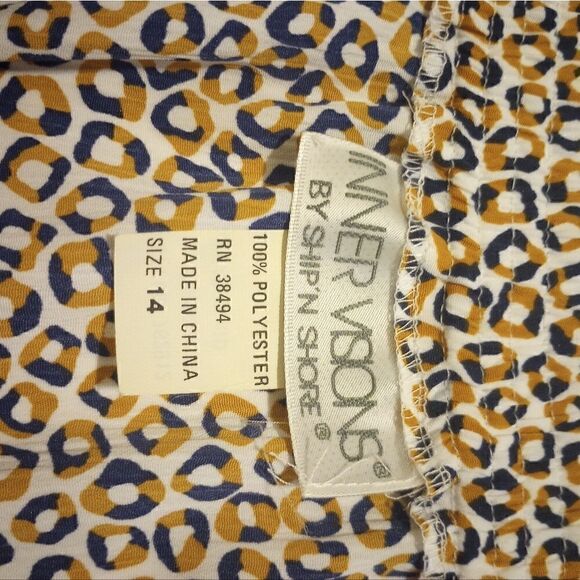 INNER VISIONS®
BY SHIP'N SHORE®
100% POLYESTER
RN 38494
MADE IN CHINA
SIZE 14